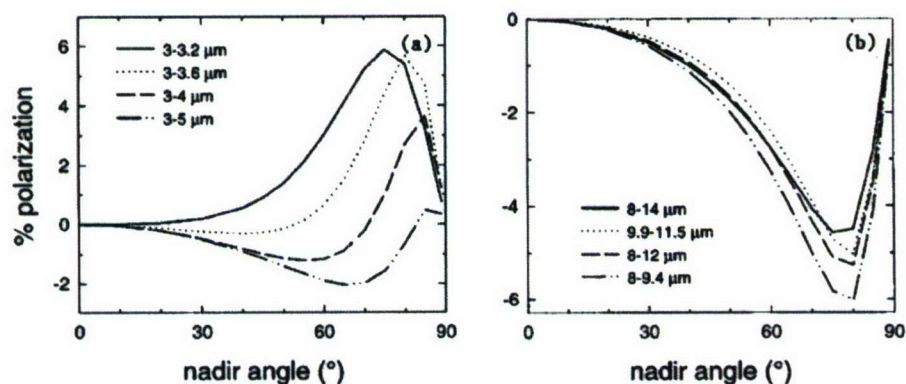 (a)
3-3.2 μm
3-3.6 μm
3-4 μm
3-5 μm
6
4
2
0
-2
% polarization
0
30
60
90
nadir angle (°)
(b)
0
-2
-4
-6
8-14 μm
9.9-11.5 μm
8-12 μm
8-9.4 μm
0
30
60
90
nadir angle (°)